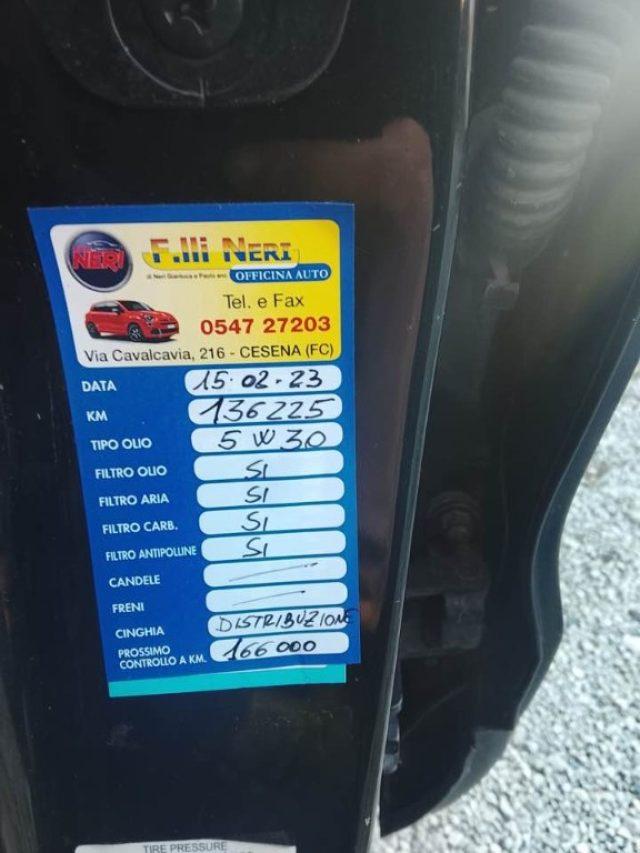 NERI
F.lli NERI
di Neri Gianluca e Paolo snc
OFFICINA AUTO
Tel. e Fax
0547 27203
Via Cavalcavia, 216 - CESENA (FC)
DATA 15.02.23
KM 136225
TIPO OLIO 5W30
FILTRO OLIO SI
FILTRO ARIA SI
FILTRO CARB. SI
FILTRO ANTIPOLLINE SI
CANDELE
FRENI
CINGHIA DISTRIBUZIONE
PROSSIMO
CONTROLLO A KM. 166000
TIRE PRESSURE